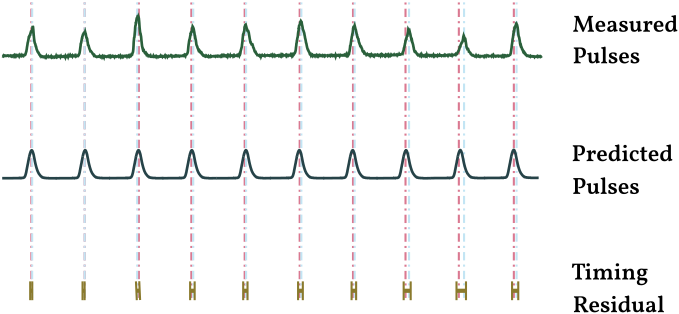 Measured
Pulses
Predicted
Pulses
Timing
Residual